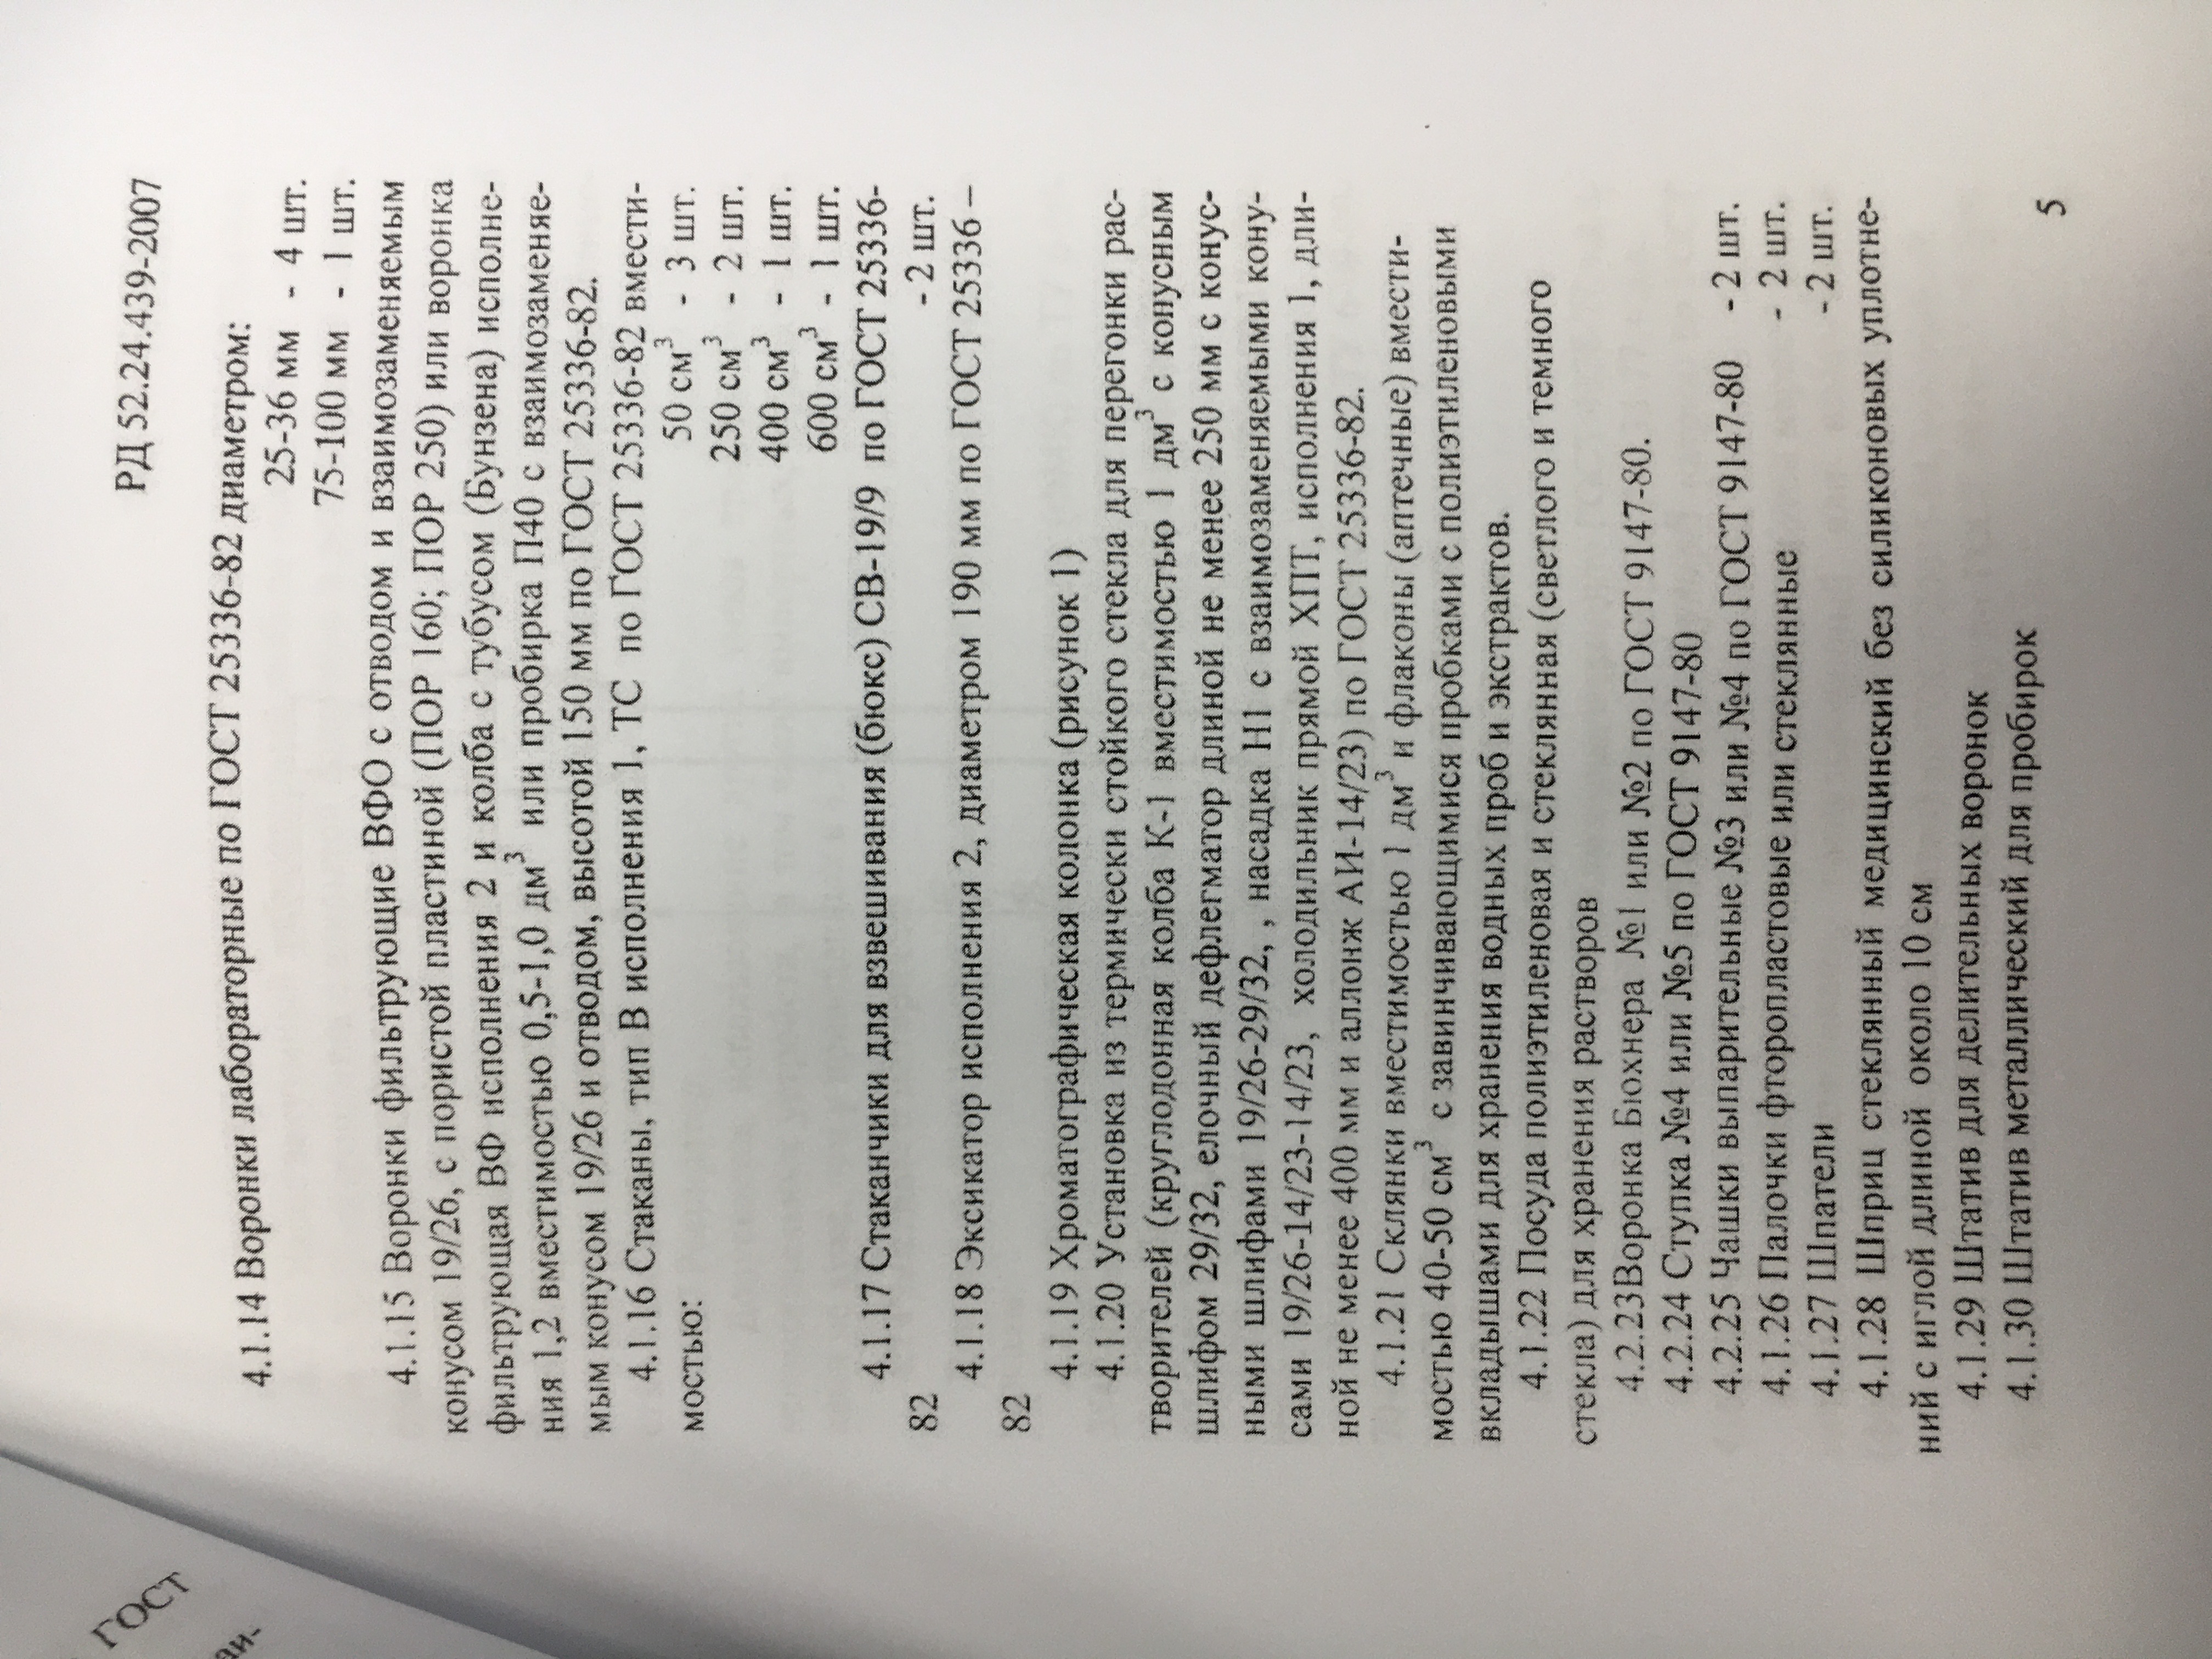 РД 52.24.439-2007
4.1.14 Воронки лабораторные по ГОСТ 25336-82 диаметром:
25-36 мм - 4 шт.
75-100 мм - 1 шт.
4.1.15 Воронки фильтрующие ВФО с отводом и взаимозаменяемым
конусом 19/26, с пористой пластиной (ПОР 160; ПОР 250) или воронка
фильтрующая ВФ исполнения 2 и колба с тубусом (Бунзена) исполне-
ния 1,2 вместимостью 0,5-1,0 дм³ или пробирка П40 с взаимозаменяе-
мым конусом 19/26 и отводом, высотой 150 мм по ГОСТ 25336-82.
4.1.16 Стаканы, тип В исполнения 1, ТС по ГОСТ 25336-82 вмести-
мостью:
50 см³ - 3 шт.
250 см³ - 2 шт.
400 см³ - 1 шт.
600 см³ - 1 шт.
4.1.17 Стаканчики для взвешивания (бюкс) СВ-19/9 по ГОСТ 25336-
82 - 2 шт.
4.1.18 Эксикатор исполнения 2, диаметром 190 мм по ГОСТ 25336 –
82
4.1.19 Хроматографическая колонка (рисунок 1)
4.1.20 Установка из термически стойкого стекла для перегонки рас-
творителей (круглодонная колба К-1 вместимостью 1 дм³ с конусным
шлифом 29/32, елочный дефлегматор длиной не менее 250 мм с конус-
ными шлифами 19/26-29/32, , насадка Н1 с взаимозаменяемыми кону-
сами 19/26-14/23-14/23, холодильник прямой ХПТ, исполнения 1, дли-
ной не менее 400 мм и аллонж АИ-14/23) по ГОСТ 25336-82.
4.1.21 Склянки вместимостью 1 дм³ и флаконы (аптечные) вмести-
мостью 40-50 см³ с завинчивающимися пробками с полиэтиленовыми
вкладышами для хранения водных проб и экстрактов.
4.1.22 Посуда полиэтиленовая и стеклянная (светлого и темного
стекла) для хранения растворов
4.2.23Воронка Бюхнера №1 или №2 по ГОСТ 9147-80.
4.2.24 Ступка №4 или №5 по ГОСТ 9147-80
4.2.25 Чашки выпарительные №3 или №4 по ГОСТ 9147-80 - 2 шт.
4.1.26 Палочки фторопластовые или стеклянные - 2 шт.
4.1.27 Шпатели - 2 шт.
4.1.28 Шприц стеклянный медицинский без силиконовых уплотне-
ний с иглой длиной около 10 см
4.1.29 Штатив для делительных воронок
4.1.30 Штатив металлический для пробирок
5
ГОСТ